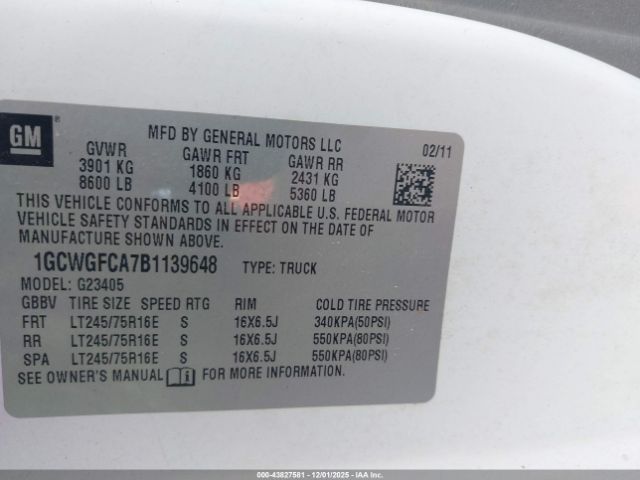 GM
MFD BY GENERAL MOTORS LLC
02/11
GVWR GAWR FRT GAWR RR
3901 KG 1860 KG 2431 KG
8600 LB 4100 LB 5360 LB
THIS VEHICLE CONFORMS TO ALL APPLICABLE U.S. FEDERAL MOTOR
VEHICLE SAFETY STANDARDS IN EFFECT ON THE DATE OF
MANUFACTURE SHOWN ABOVE.
1GCWGFCA7B1139648 TYPE: TRUCK
MODEL: G23405
GBBV TIRE SIZE SPEED RTG RIM COLD TIRE PRESSURE
FRT LT245/75R16E S 16X6.5J 340KPA(50PSI)
RR LT245/75R16E S 16X6.5J 550KPA(80PSI)
SPA LT245/75R16E S 16X6.5J 550KPA(80PSI)
SEE OWNER'S MANUAL FOR MORE INFORMATION.
000-43827581 - 12/01/2025 - IAAI.CA